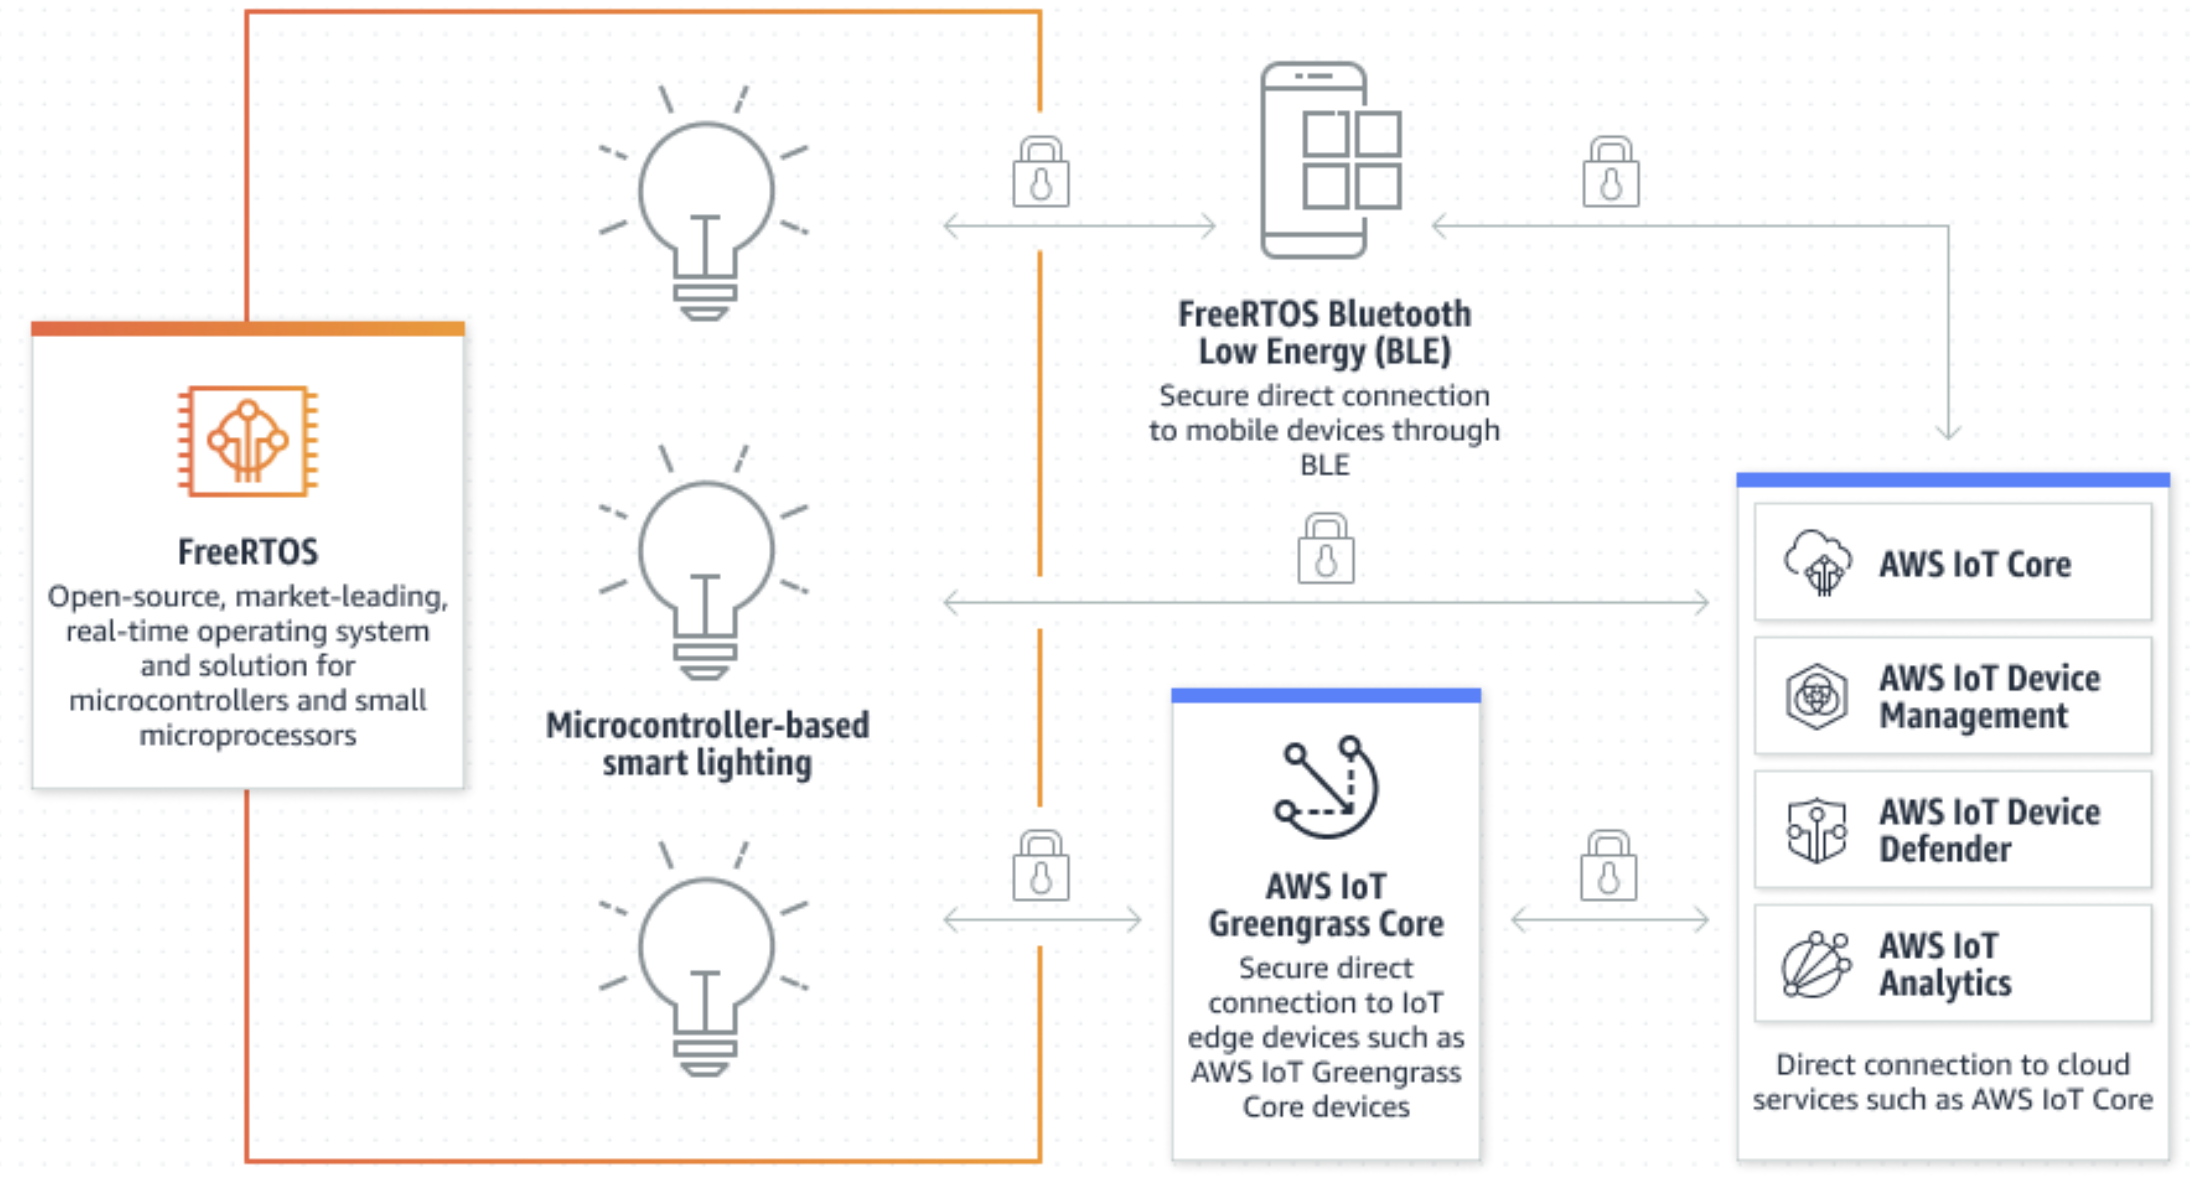 FreeRTOS
Open-source, market-leading,
real-time operating system
and solution for
microcontrollers and small
microprocessors
Microcontroller-based
smart lighting
FreeRTOS Bluetooth
Low Energy (BLE)
Secure direct connection
to mobile devices through
BLE
AWS IoT
Greengrass Core
Secure direct
connection to IoT
edge devices such as
AWS IoT Greengrass
Core devices
AWS IoT Core
AWS IoT Device
Management
AWS IoT Device
Defender
AWS IoT
Analytics
Direct connection to cloud
services such as AWS IoT Core